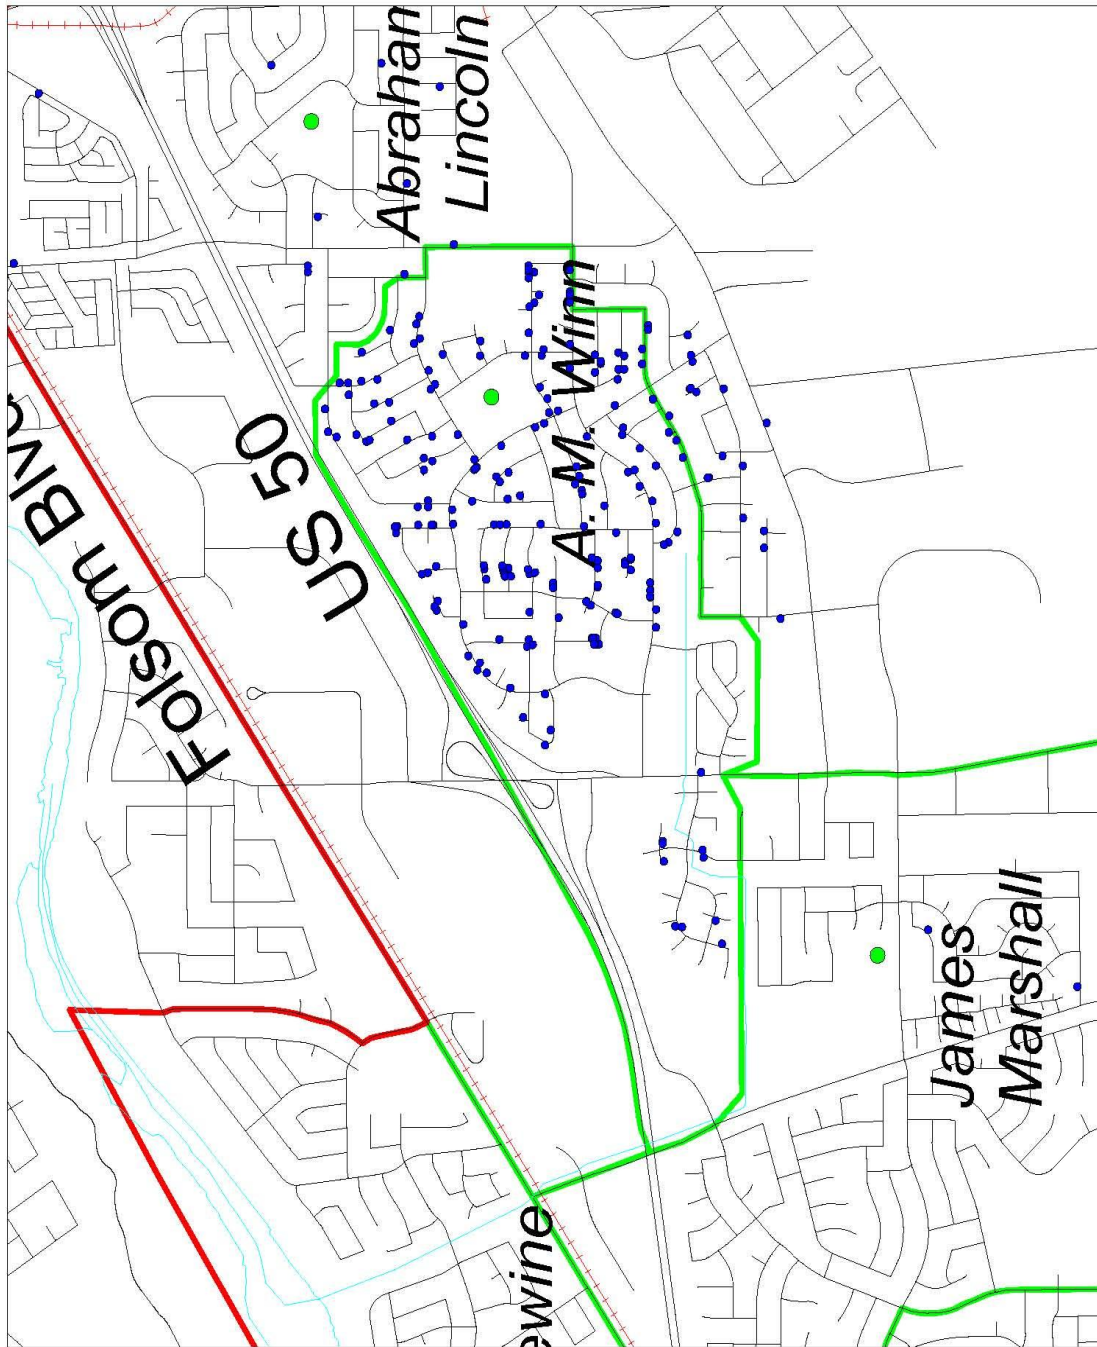 Abraham
Lincoln
A. M. Winn
US 50
Folsom Blvd
James
Marshall
ewine